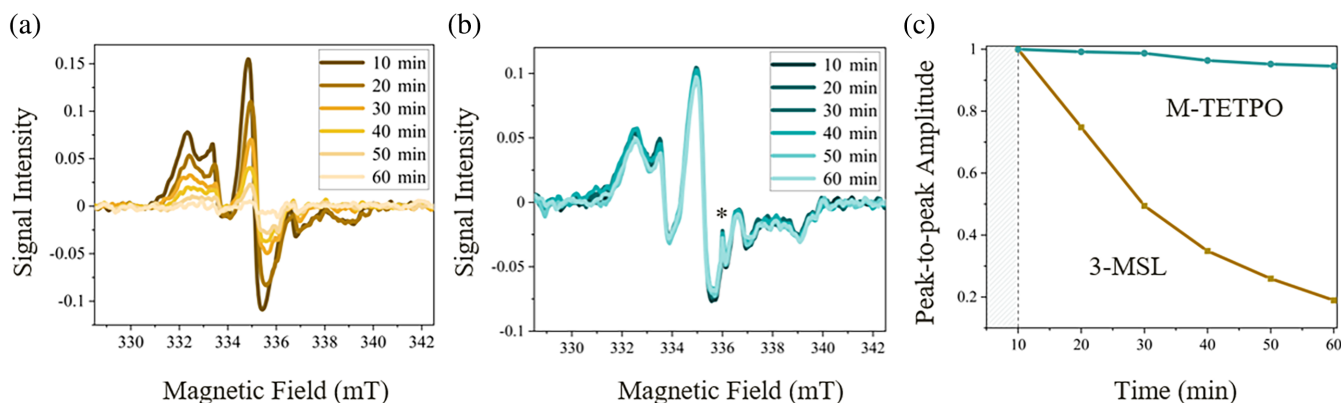 (a)
Signal Intensity
0.15
0.1
0.05
0
-0.05
-0.1
10 min
20 min
30 min
40 min
50 min
60 min
330 332 334 336 338 340 342
Magnetic Field (mT)
(b)
Signal Intensity
0.1
0.05
0
-0.05
-0.1
10 min
20 min
30 min
40 min
50 min
60 min
*
330 332 334 336 338 340 342
Magnetic Field (mT)
(c)
Peak-to-peak Amplitude
1
0.8
0.6
0.4
0.2
M-TETPO
3-MSL
10 20 30 40 50 60
Time (min)